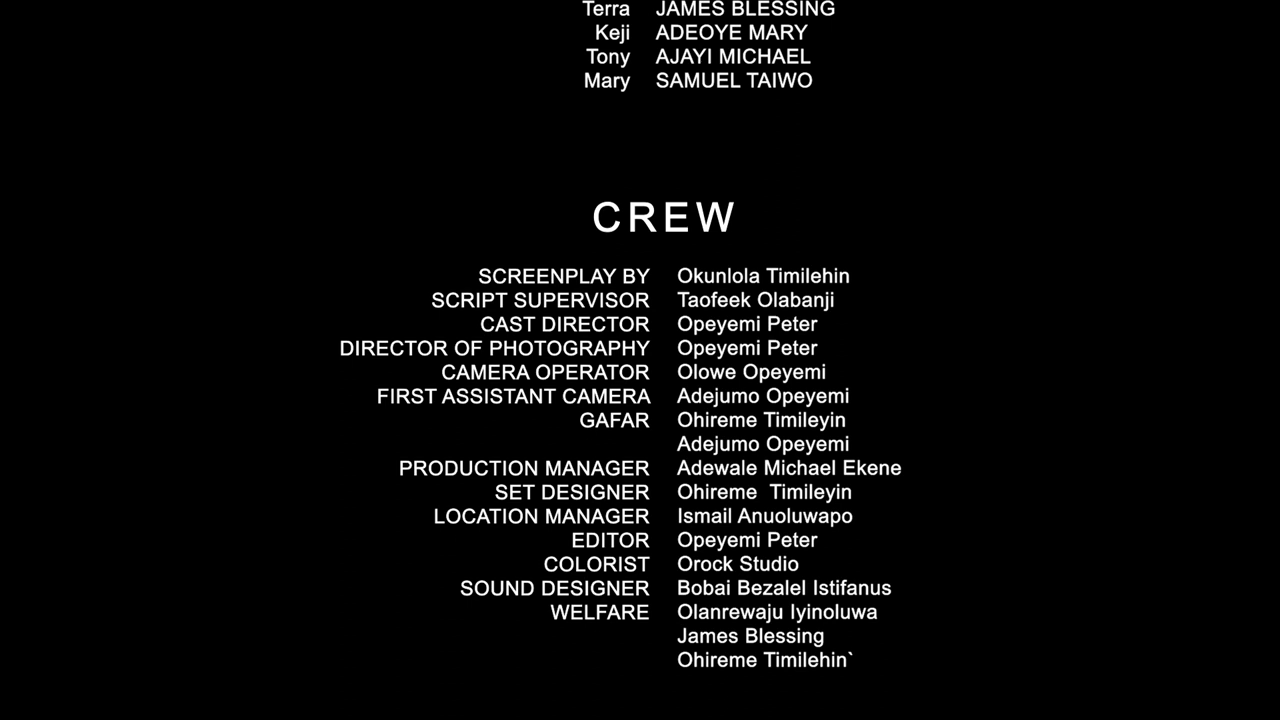 Terra JAMES BLESSING
Keji ADEOYE MARY
Tony AJAYI MICHAEL
Mary SAMUEL TAIWO
CREW
SCREENPLAY BY Okunlola Timilehin
SCRIPT SUPERVISOR Taofeek Olabanji
CAST DIRECTOR Opeyemi Peter
DIRECTOR OF PHOTOGRAPHY Opeyemi Peter
CAMERA OPERATOR Olowe Opeyemi
FIRST ASSISTANT CAMERA Adejumo Opeyemi
GAFAR Ohireme Timileyin
Adejumo Opeyemi
PRODUCTION MANAGER Adewale Michael Ekene
SET DESIGNER Ohireme  Timileyin
LOCATION MANAGER Ismail Anuoluwapo
EDITOR Opeyemi Peter
COLORIST Orock Studio
SOUND DESIGNER Bobai Bezalel Istifanus
WELFARE Olanrewaju Iyinoluwa
James Blessing
Ohireme Timilehin`